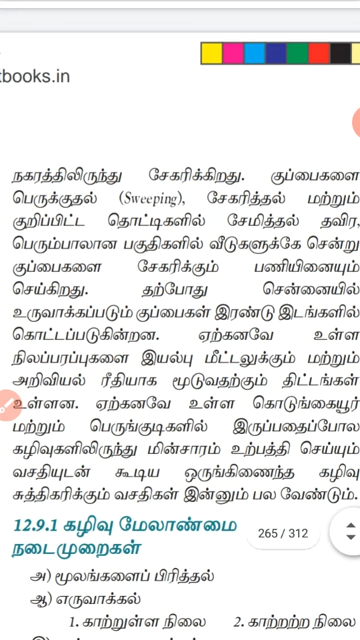 tbooks.in
நகரத்திலிருந்து சேகரிக்கிறது. குப்பைகளை
பெருக்குதல் (Sweeping), சேகரித்தல் மற்றும்
குறிப்பிட்ட தொட்டிகளில் சேமித்தல் தவிர,
பெரும்பாலான பகுதிகளில் வீடுகளுக்கே சென்று
குப்பைகளை சேகரிக்கும் பணியினையும்
செய்கிறது. தற்போது சென்னையில்
உருவாக்கப்படும் குப்பைகள் இரண்டு இடங்களில்
கொட்டப்படுகின்றன. ஏற்கனவே உள்ள
நிலப்பரப்புகளை இயல்பு மீட்டலுக்கும் மற்றும்
அறிவியல் ரீதியாக மூடுவதற்கும் திட்டங்கள்
உள்ளன. ஏற்கனவே உள்ள கொடுங்கையூர்
மற்றும் பெருங்குடிகளில் இருப்பதைப்போல
கழிவுகளிலிருந்து மின்சாரம் உற்பத்தி செய்யும்
வசதியுடன் கூடிய ஒருங்கிணைந்த கழிவு
சுத்திகரிக்கும் வசதிகள் இன்னும் பல வேண்டும்.
12.9.1 கழிவு மேலாண்மை
நடைமுறைகள்
265 / 312
அ) மூலங்களைப் பிரித்தல்
ஆ) எருவாக்கல்
1. காற்றுள்ள நிலை 2. காற்றற்ற நிலை